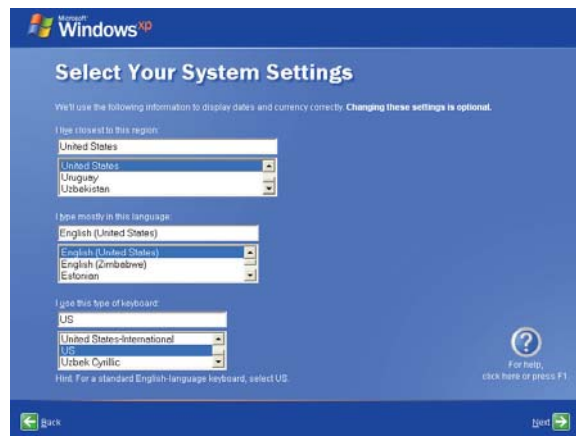 Microsoft
Windows xp
Select Your System Settings
We'll use the following information to display dates and currency correctly. Changing these settings is optional.
I live closest to this region:
United States
United States
Uruguay
Uzbekistan
I type mostly in this language:
English (United States)
English (United States)
English (Zimbabwe)
Estonian
I use this type of keyboard:
US
United States-International
US
Uzbek Cyrillic
Hint: For a standard English-language keyboard, select US.
?
For help,
click here or press F1.
Back
Next